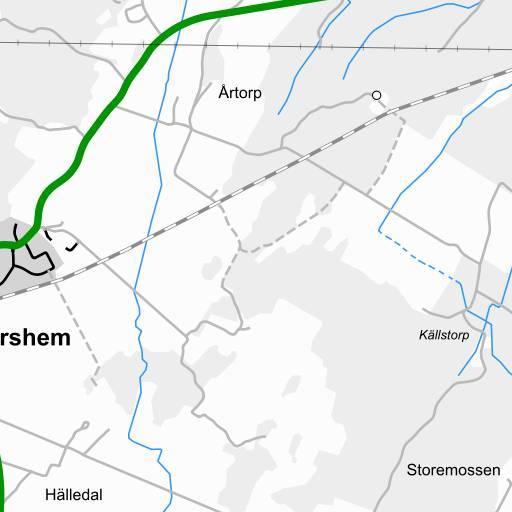 Årtorp
rshem
Källstorp
Storemossen
Hälledal